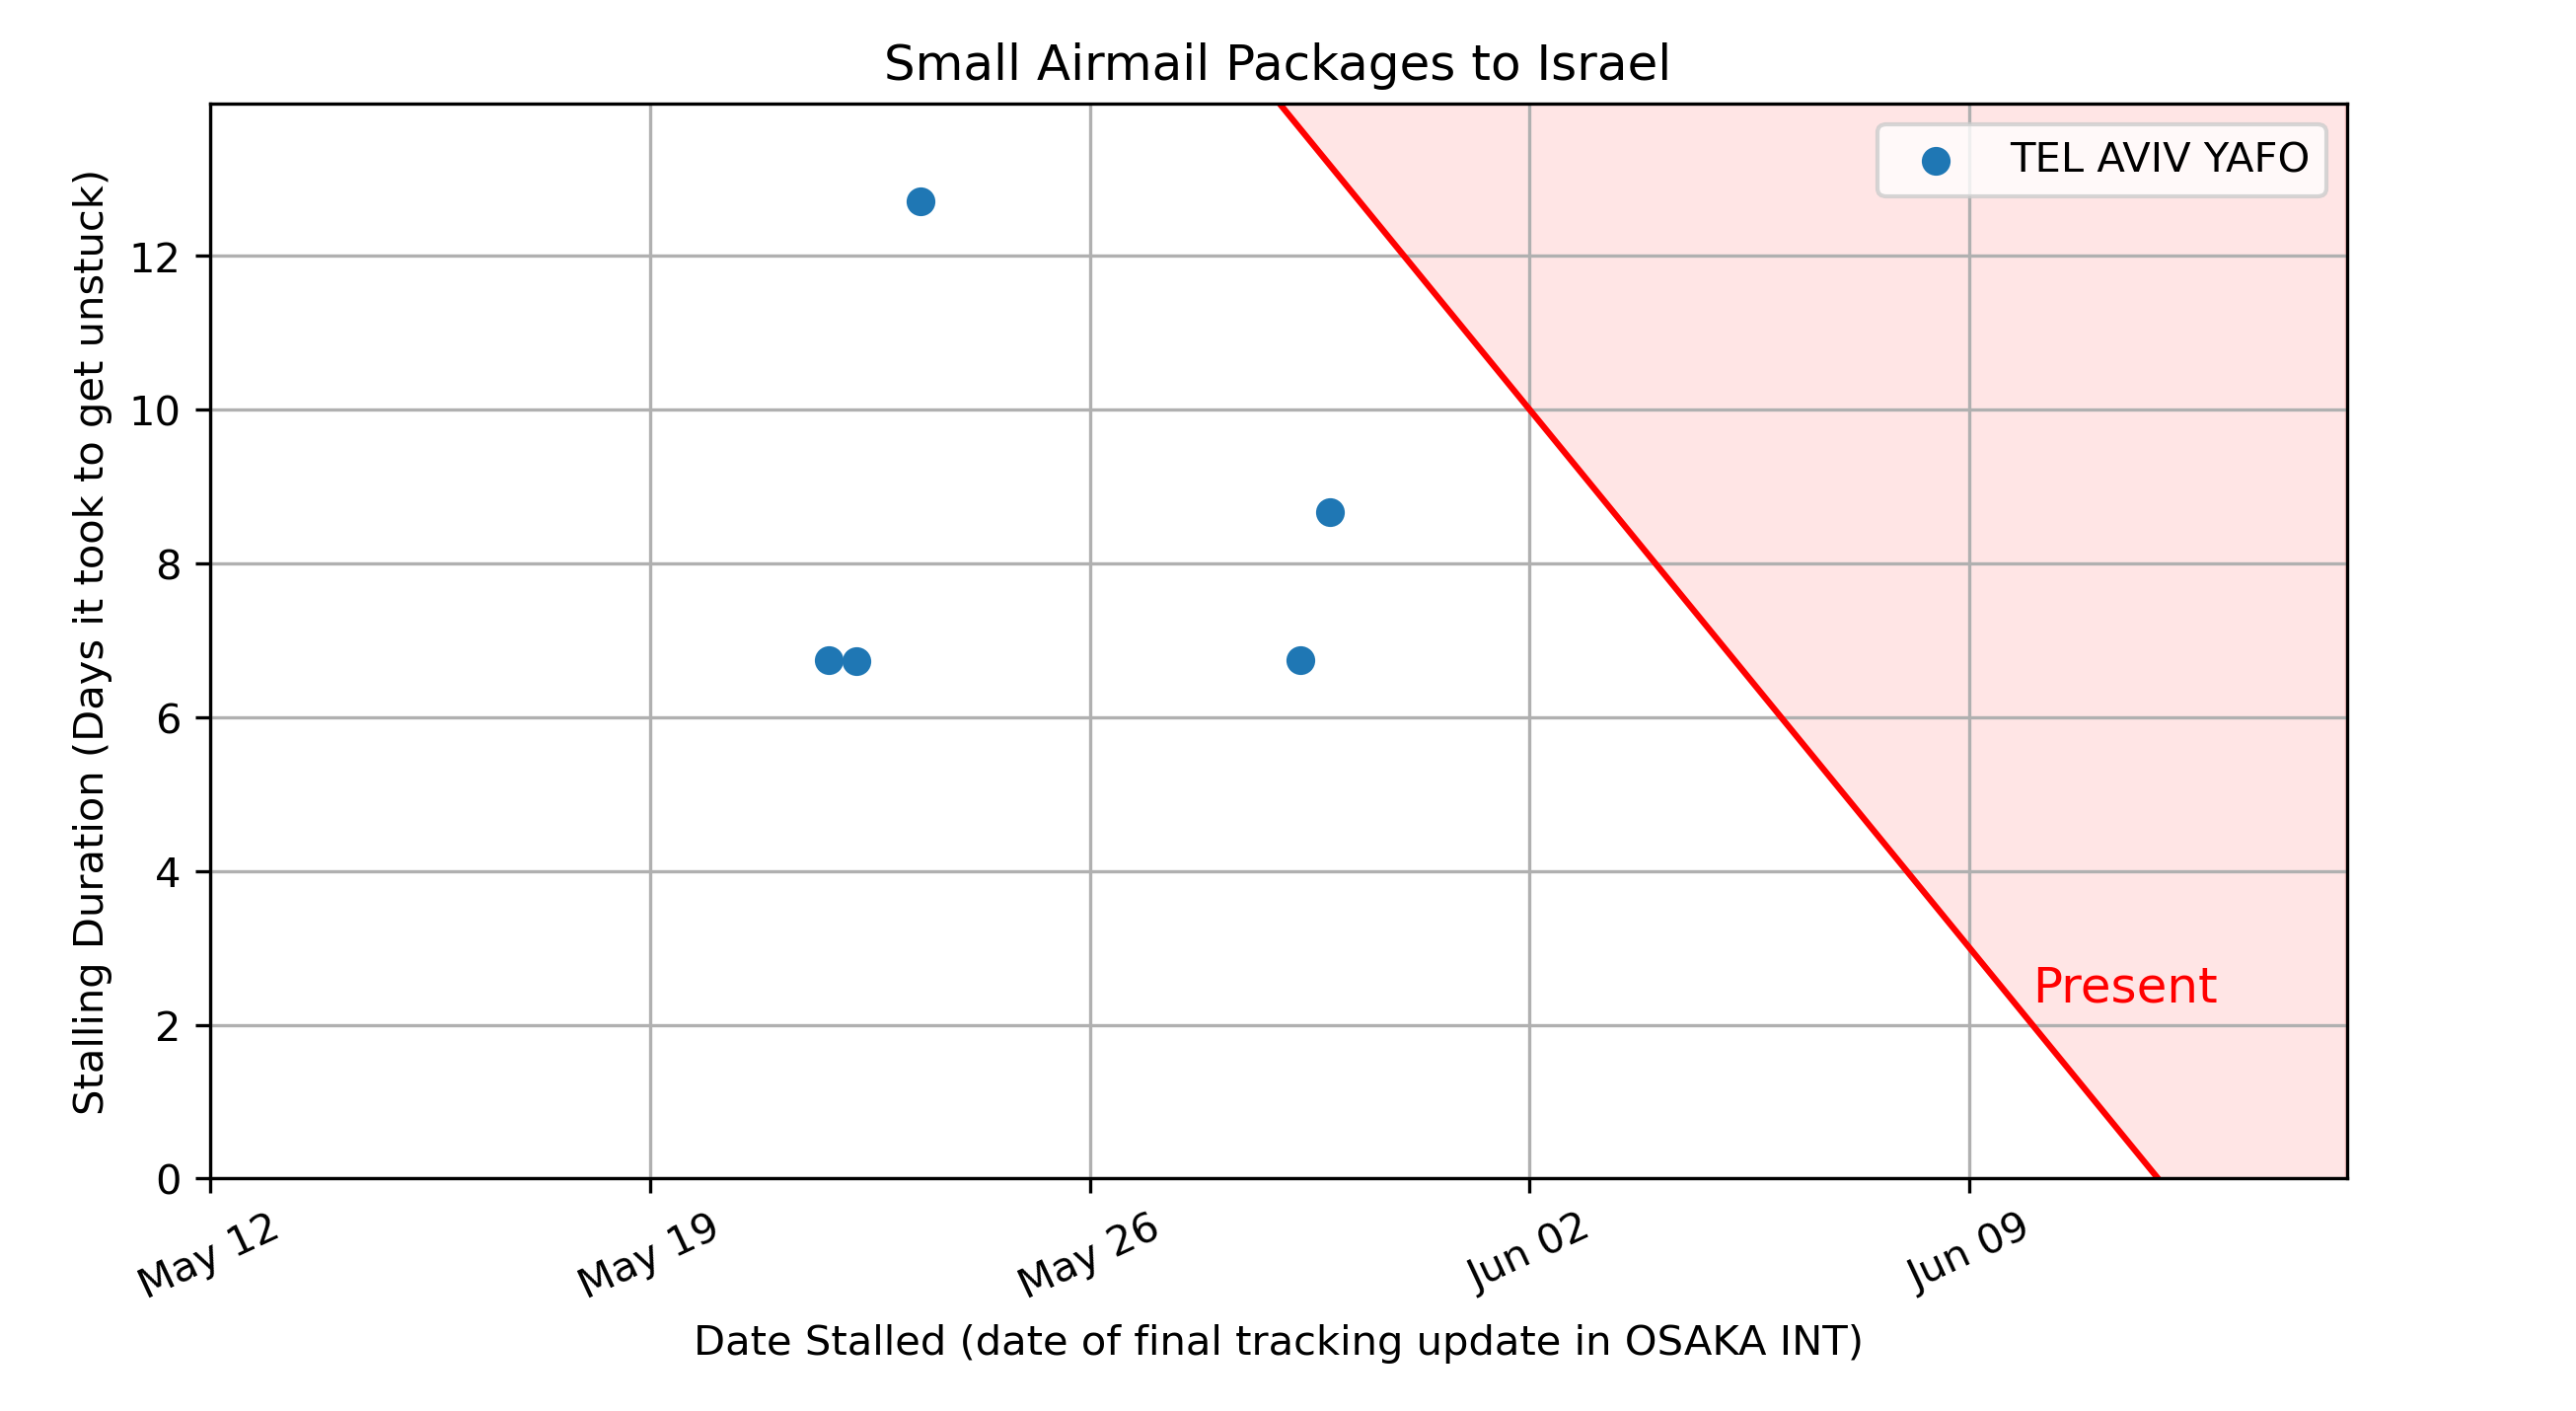 Small Airmail Packages to Israel
TEL AVIV YAFO
Stalling Duration (Days it took to get unstuck)
12
10
8
6
4
2
0
Present
May 12
May 19
May 26
Jun 02
Jun 09
Date Stalled (date of final tracking update in OSAKA INT)